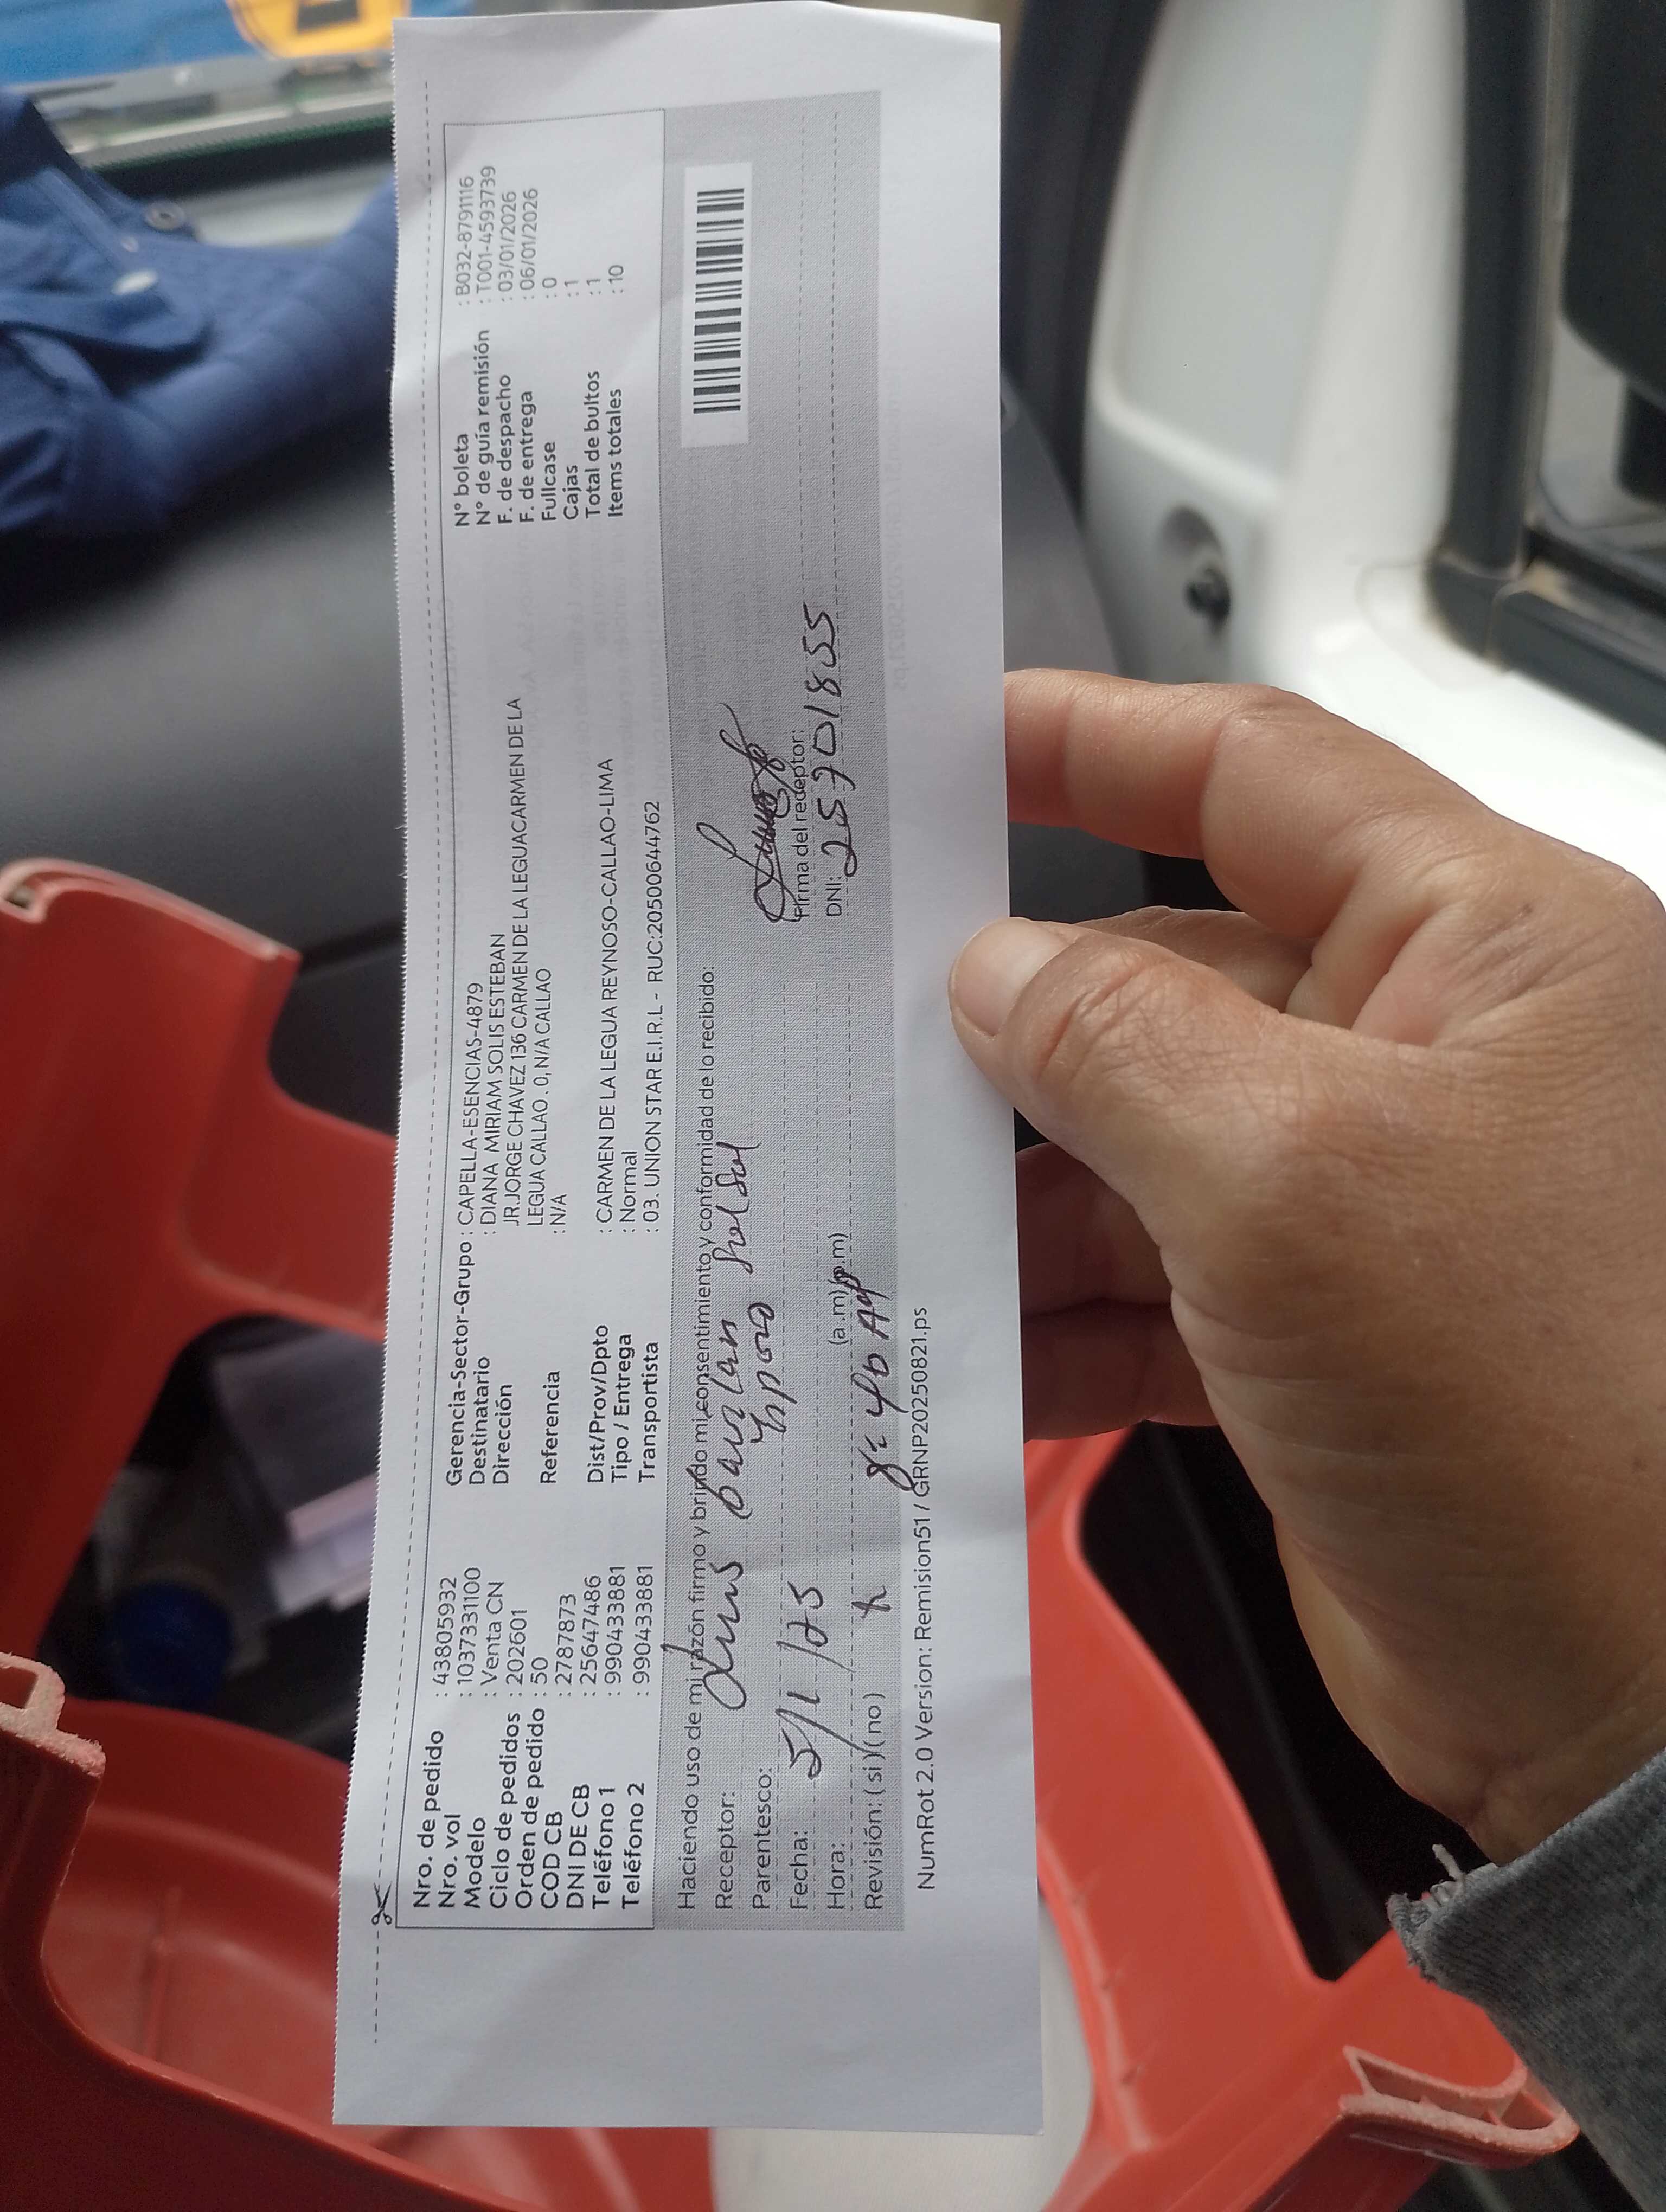 Nro. de pedido : 43805932
Nro. vol : 1037331100
Modelo : Venta CN
Ciclo de pedidos : 202601
Orden de pedido : 50
COD CB : 2787873
DNI DE CB : 25647486
Teléfono 1 : 990433881
Teléfono 2 : 990433881
Gerencia-Sector-Grupo : CAPELLA-ESENCIAS-4879
Destinatario : DIANA MIRIAM SOLIS ESTEBAN
Dirección JR.JORGE CHAVEZ 136 CARMEN DE LA LEGUACARMEN DE LA
LEGUA CALLAO . 0, N/A CALLAO
Referencia : N/A
Dist/Prov/Dpto : CARMEN DE LA LEGUA REYNOSO-CALLAO-LIMA
Tipo / Entrega : Normal
Transportista : 03. UNION STAR E.I.R.L - RUC:20500644762
N° boleta : B032-8791116
N° de guía remisión : T001-4593739
F. de despacho : 03/01/2026
F. de entrega : 06/01/2026
Fullcase : 0
Cajas : 1
Total de bultos : 1
Items totales : 10
Haciendo uso de mi razón firmo y brindo mi consentimiento y conformidad de lo recibido:
Receptor: Luis
Parentesco:
Fecha: 5/1/25
Hora: (a.m)(p.m)
Revisión: ( si )( no ) 8:40
Firma del redeptor:
DNI: 25701855
NumRot 2.0 Version: Remision51 / GRNP20250821.ps